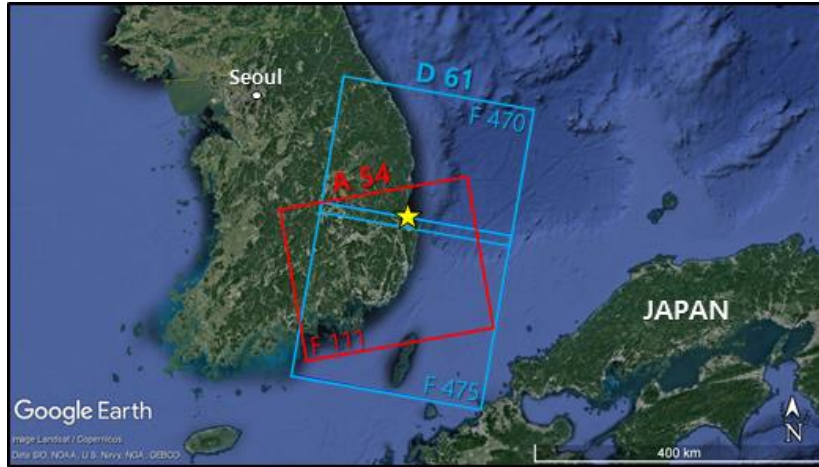 Seoul
D 61
F 470
A 54
JAPAN
F 111
F 475
Google Earth
Image Landsat / Copernicus
Data SIO, NOAA, U.S. Navy, NGA, GEBCO
400 km
N